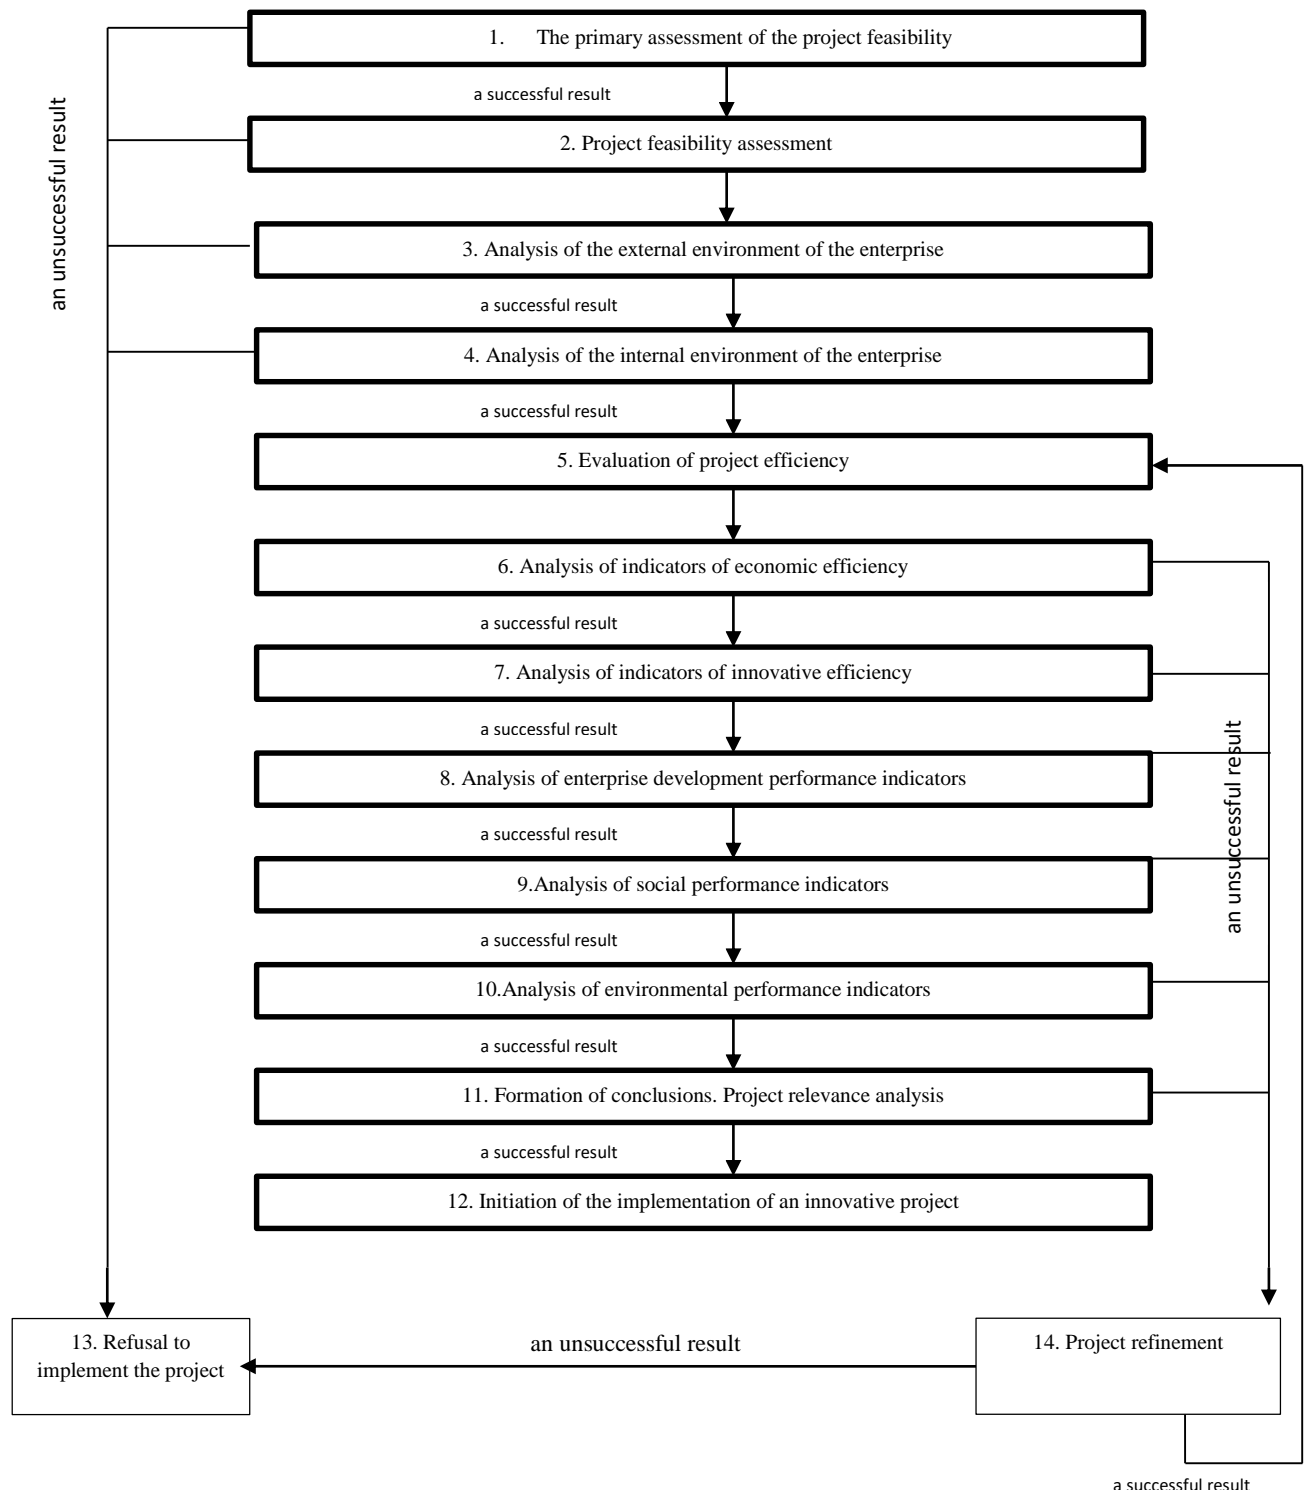 1. The primary assessment of the project feasibility
a successful result
an unsuccessful result
2. Project feasibility assessment
3. Analysis of the external environment of the enterprise
a successful result
4. Analysis of the internal environment of the enterprise
a successful result
5. Evaluation of project efficiency
6. Analysis of indicators of economic efficiency
a successful result
7. Analysis of indicators of innovative efficiency
a successful result
8. Analysis of enterprise development performance indicators
an unsuccessful result
a successful result
9.Analysis of social performance indicators
a successful result
10.Analysis of environmental performance indicators
a successful result
11. Formation of conclusions. Project relevance analysis
a successful result
12. Initiation of the implementation of an innovative project
13. Refusal to
implement the project
an unsuccessful result
14. Project refinement
a successful result